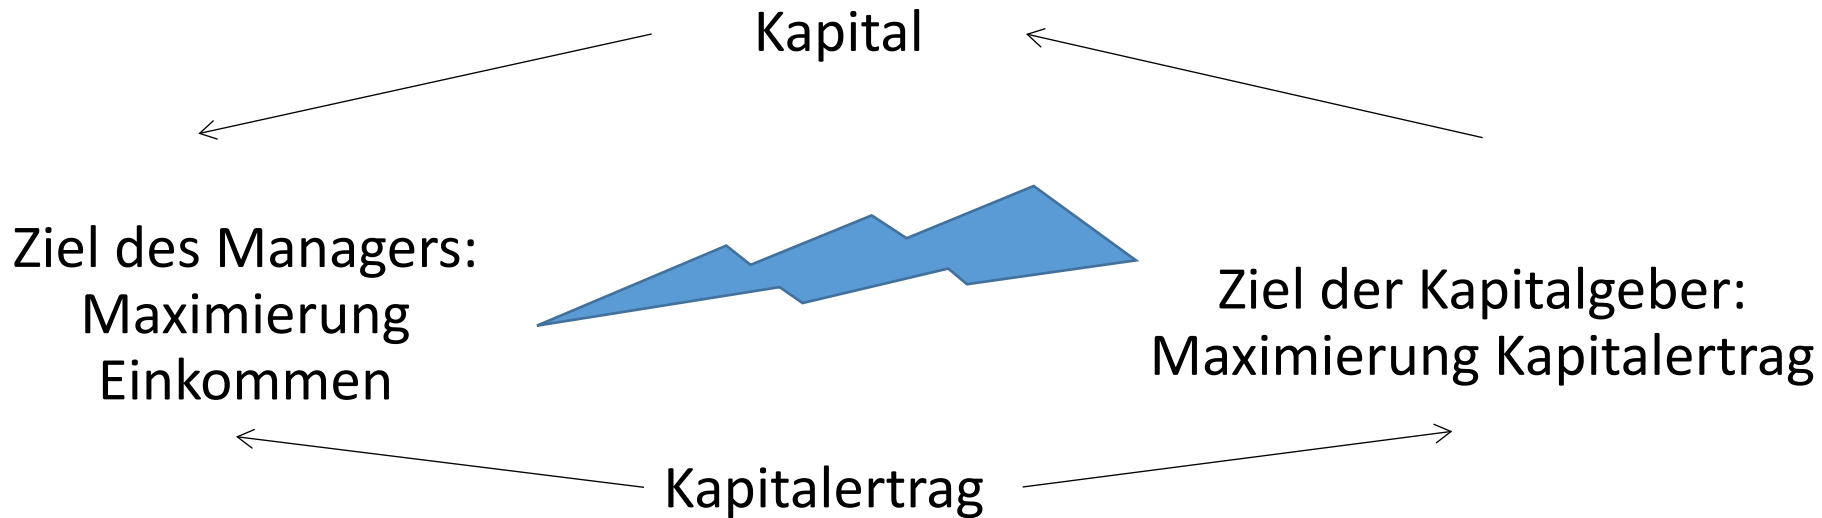 Kapital
Ziel des Managers:
Maximierung
Einkommen
Ziel der Kapitalgeber:
Maximierung Kapitalertrag
Kapitalertrag